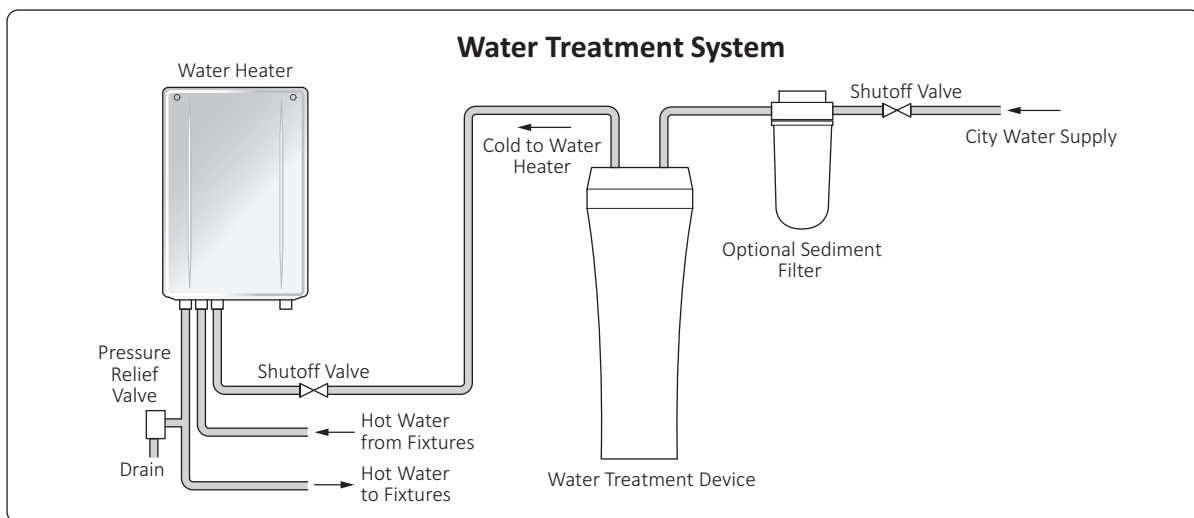 Water Treatment System
Water Heater
Shutoff Valve
City Water Supply
Cold to Water
Heater
Optional Sediment
Filter
Pressure
Relief
Valve
Shutoff Valve
Hot Water
from Fixtures
Drain
Hot Water
to Fixtures
Water Treatment Device